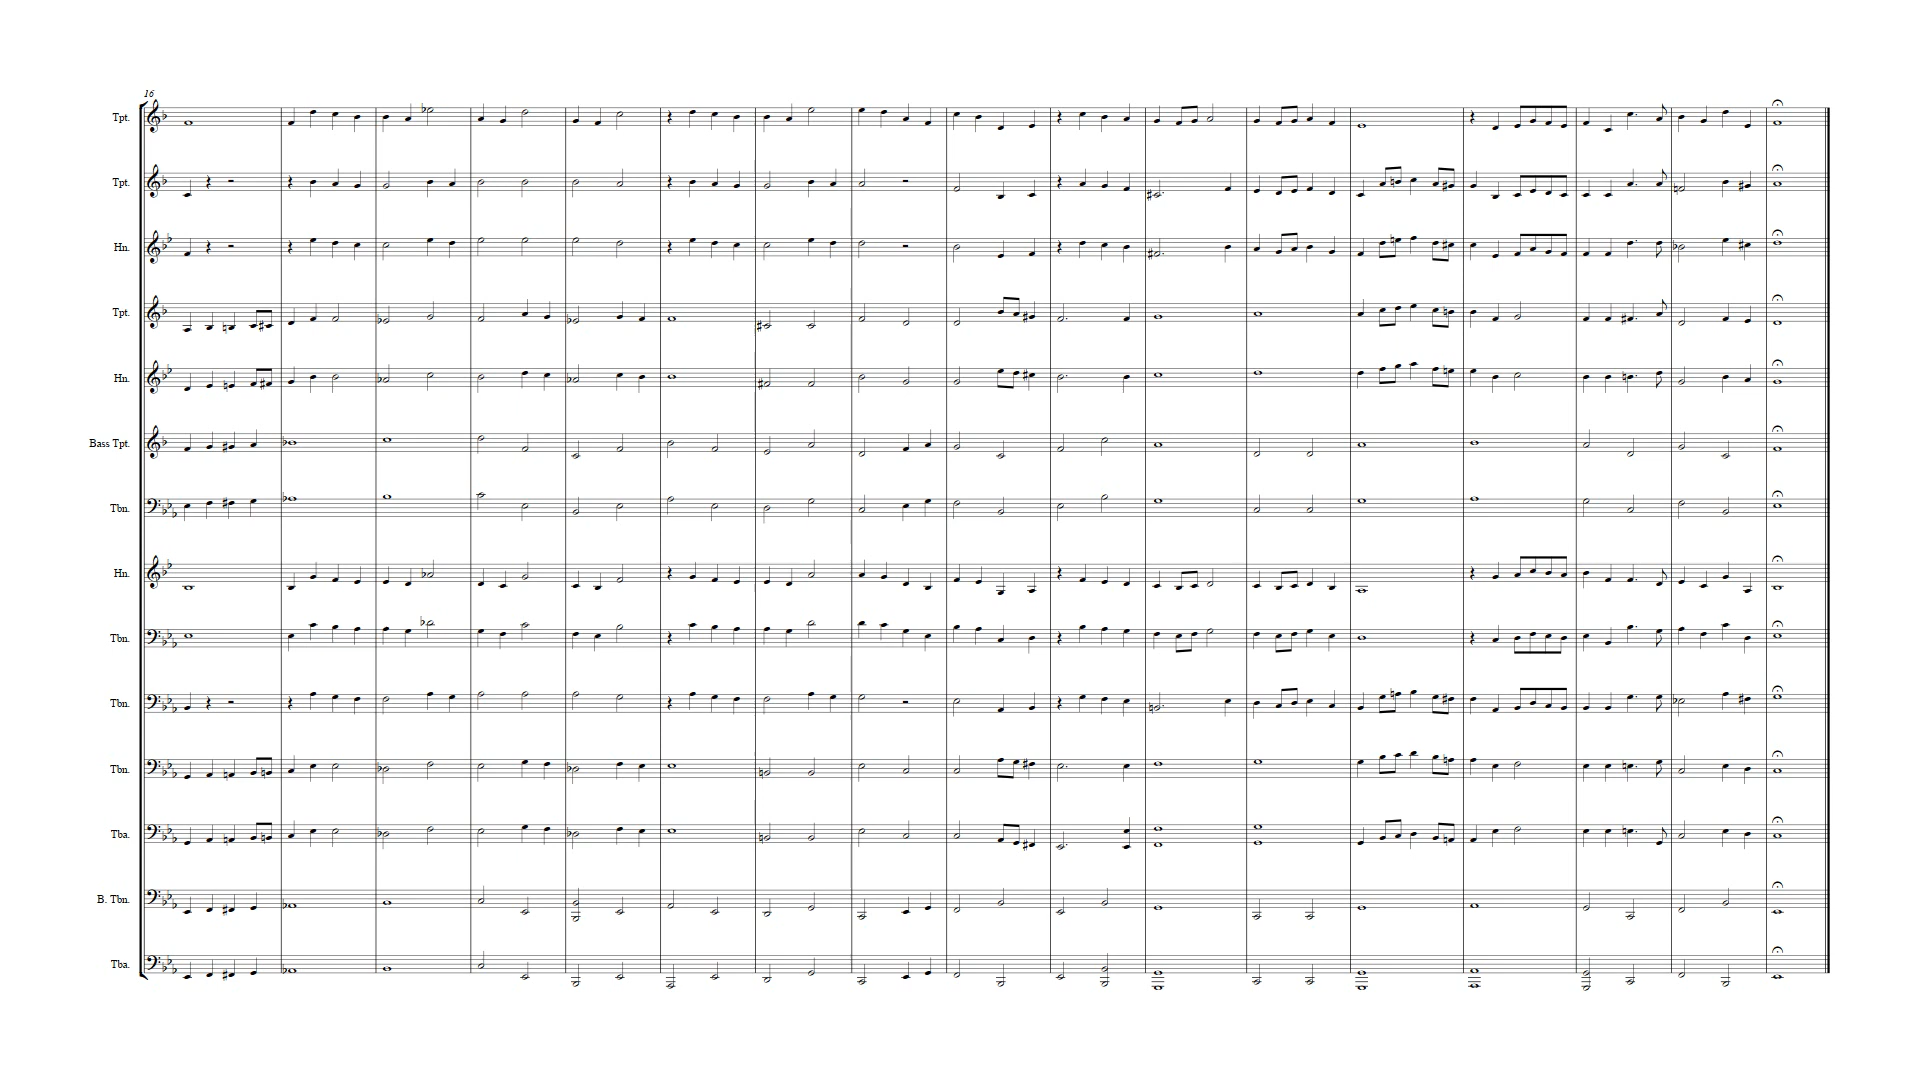 16
Tpt.
Tpt.
Hn.
Tpt.
Hn.
Bass Tpt.
Tbn.
Hn.
Tbn.
Tbn.
Tbn.
Tba.
B. Tbn.
Tba.